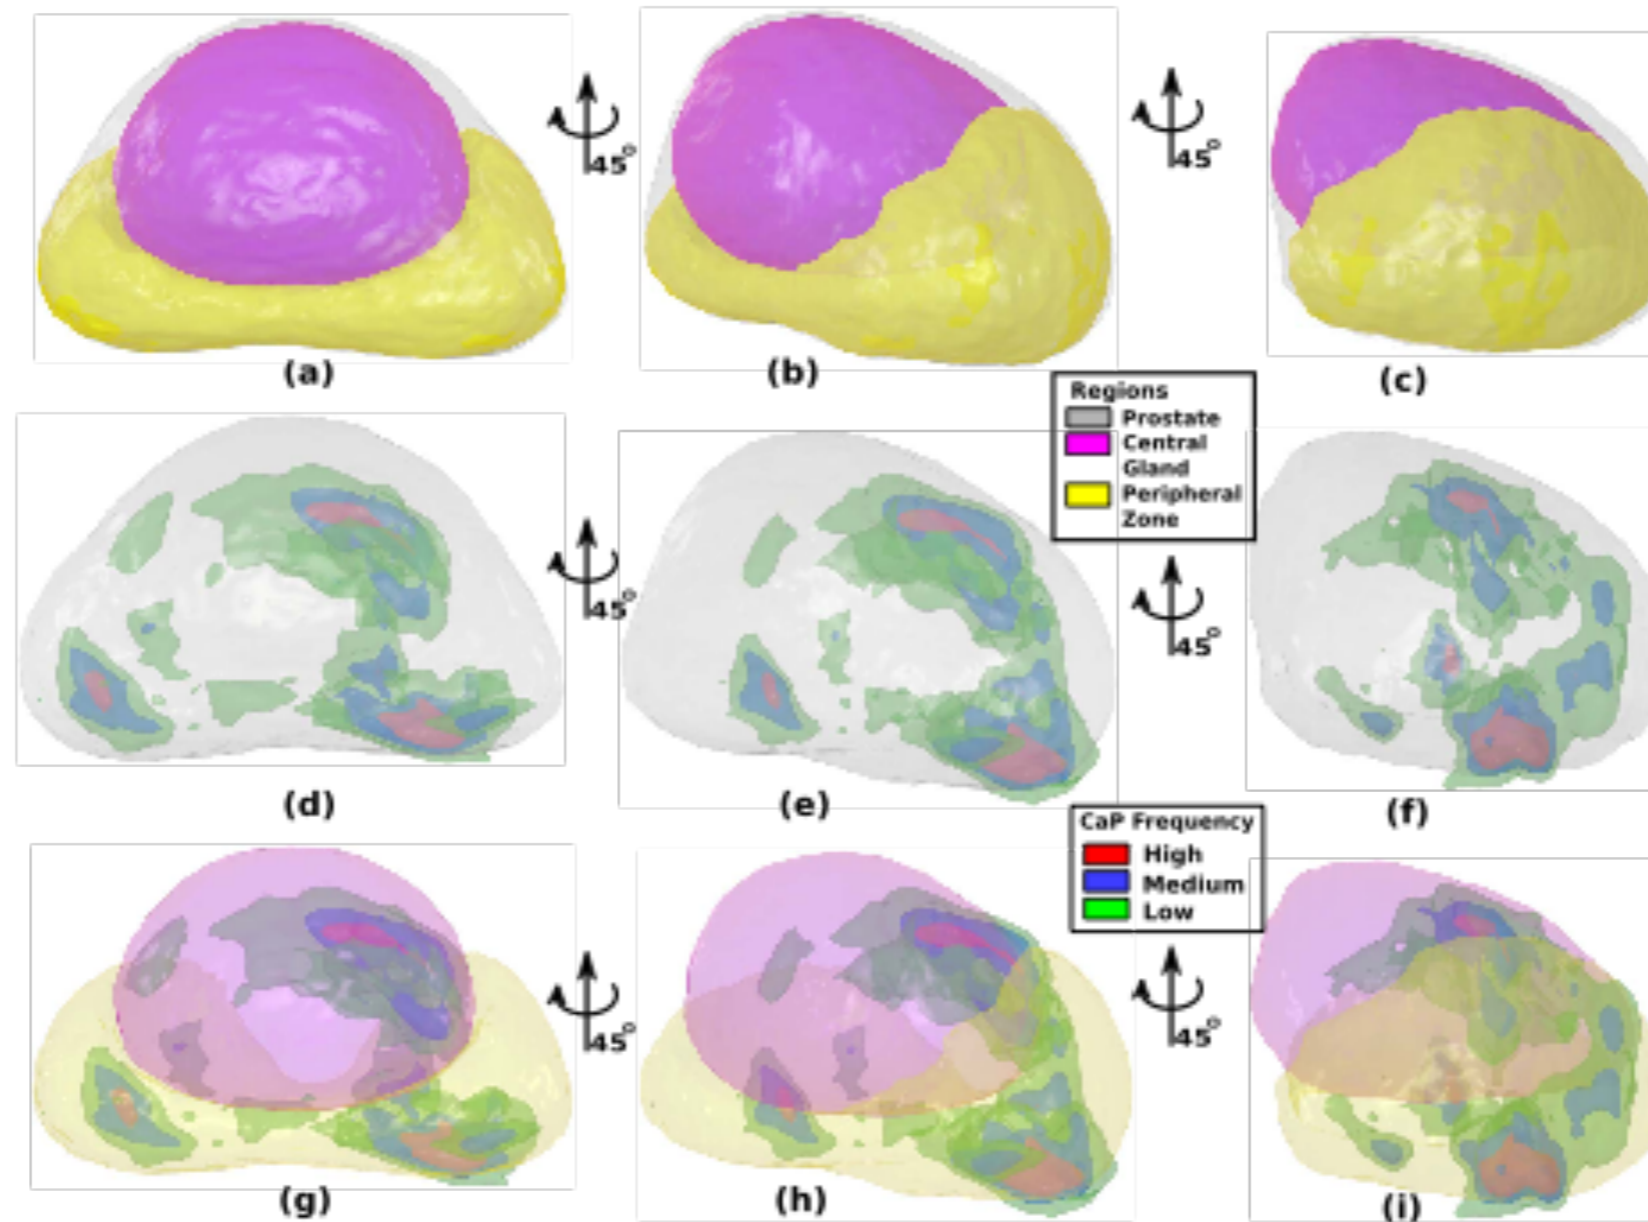 45°
45°
(a)
(b)
(c)
Regions
Prostate
Central
Gland
Peripheral
Zone
45°
45°
(d)
(e)
(f)
CaP Frequency
High
Medium
Low
45°
45°
(g)
(h)
(i)